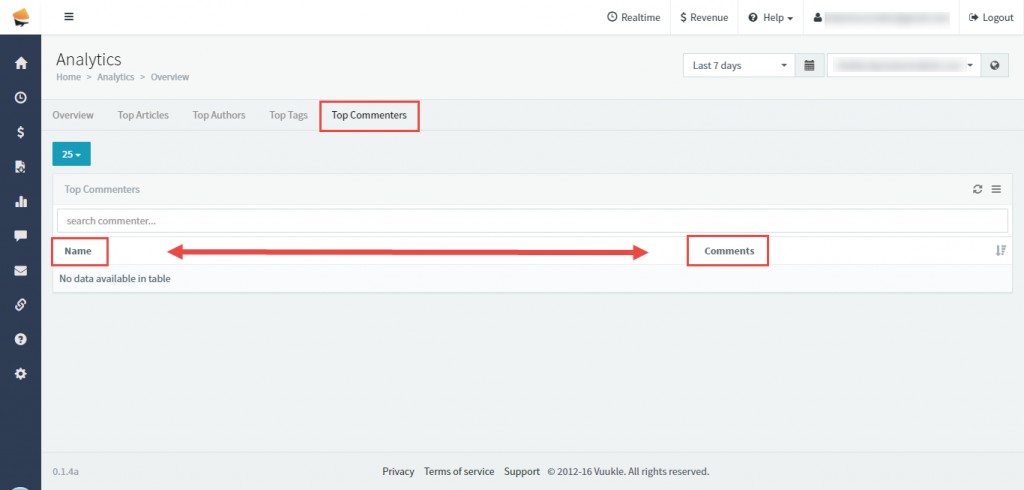 Realtime $ Revenue Help Logout
Analytics
Home > Analytics > Overview
Last 7 days
Overview Top Articles Top Authors Top Tags Top Commenters
25
Top Commenters
search commenter...
Name Comments
No data available in table
0.1.4a Privacy Terms of service Support © 2012-16 Vuukle. All rights reserved.